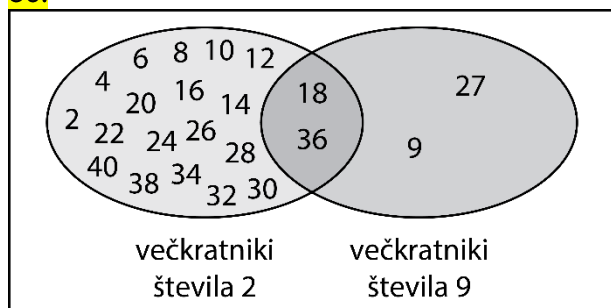 6 8 10 12
4 16 18 27
20 14
2 22 24 26 36 9
28
40 38 34 32 30
večkratniki večkratniki
števila 2 števila 9